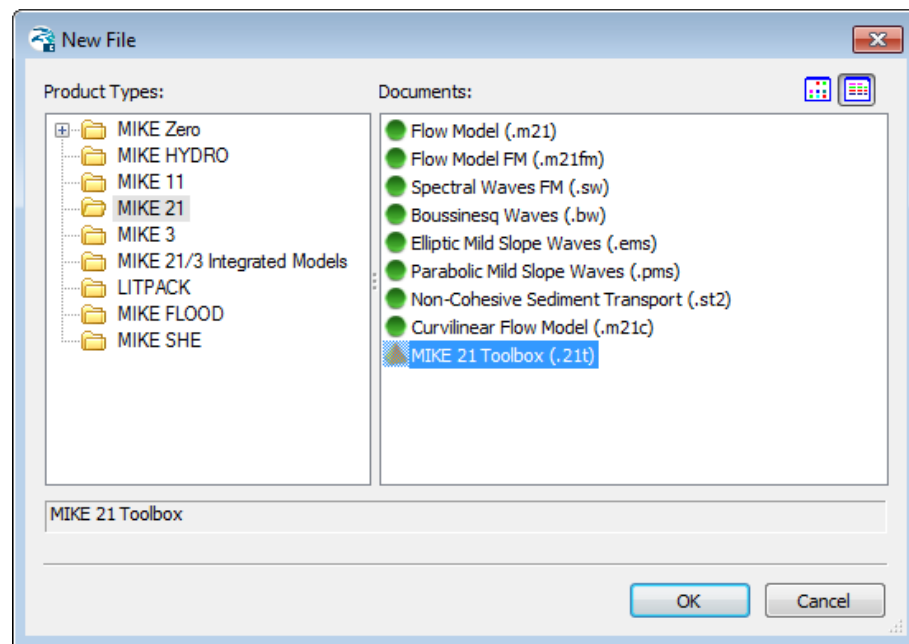 New File
Product Types:
MIKE Zero
MIKE HYDRO
MIKE 11
MIKE 21
MIKE 3
MIKE 21/3 Integrated Models
LITPACK
MIKE FLOOD
MIKE SHE
Documents:
Flow Model (.m21)
Flow Model FM (.m21fm)
Spectral Waves FM (.sw)
Boussinesq Waves (.bw)
Elliptic Mild Slope Waves (.ems)
Parabolic Mild Slope Waves (.pms)
Non-Cohesive Sediment Transport (.st2)
Curvilinear Flow Model (.m21c)
MIKE 21 Toolbox (.21t)
MIKE 21 Toolbox
OK
Cancel